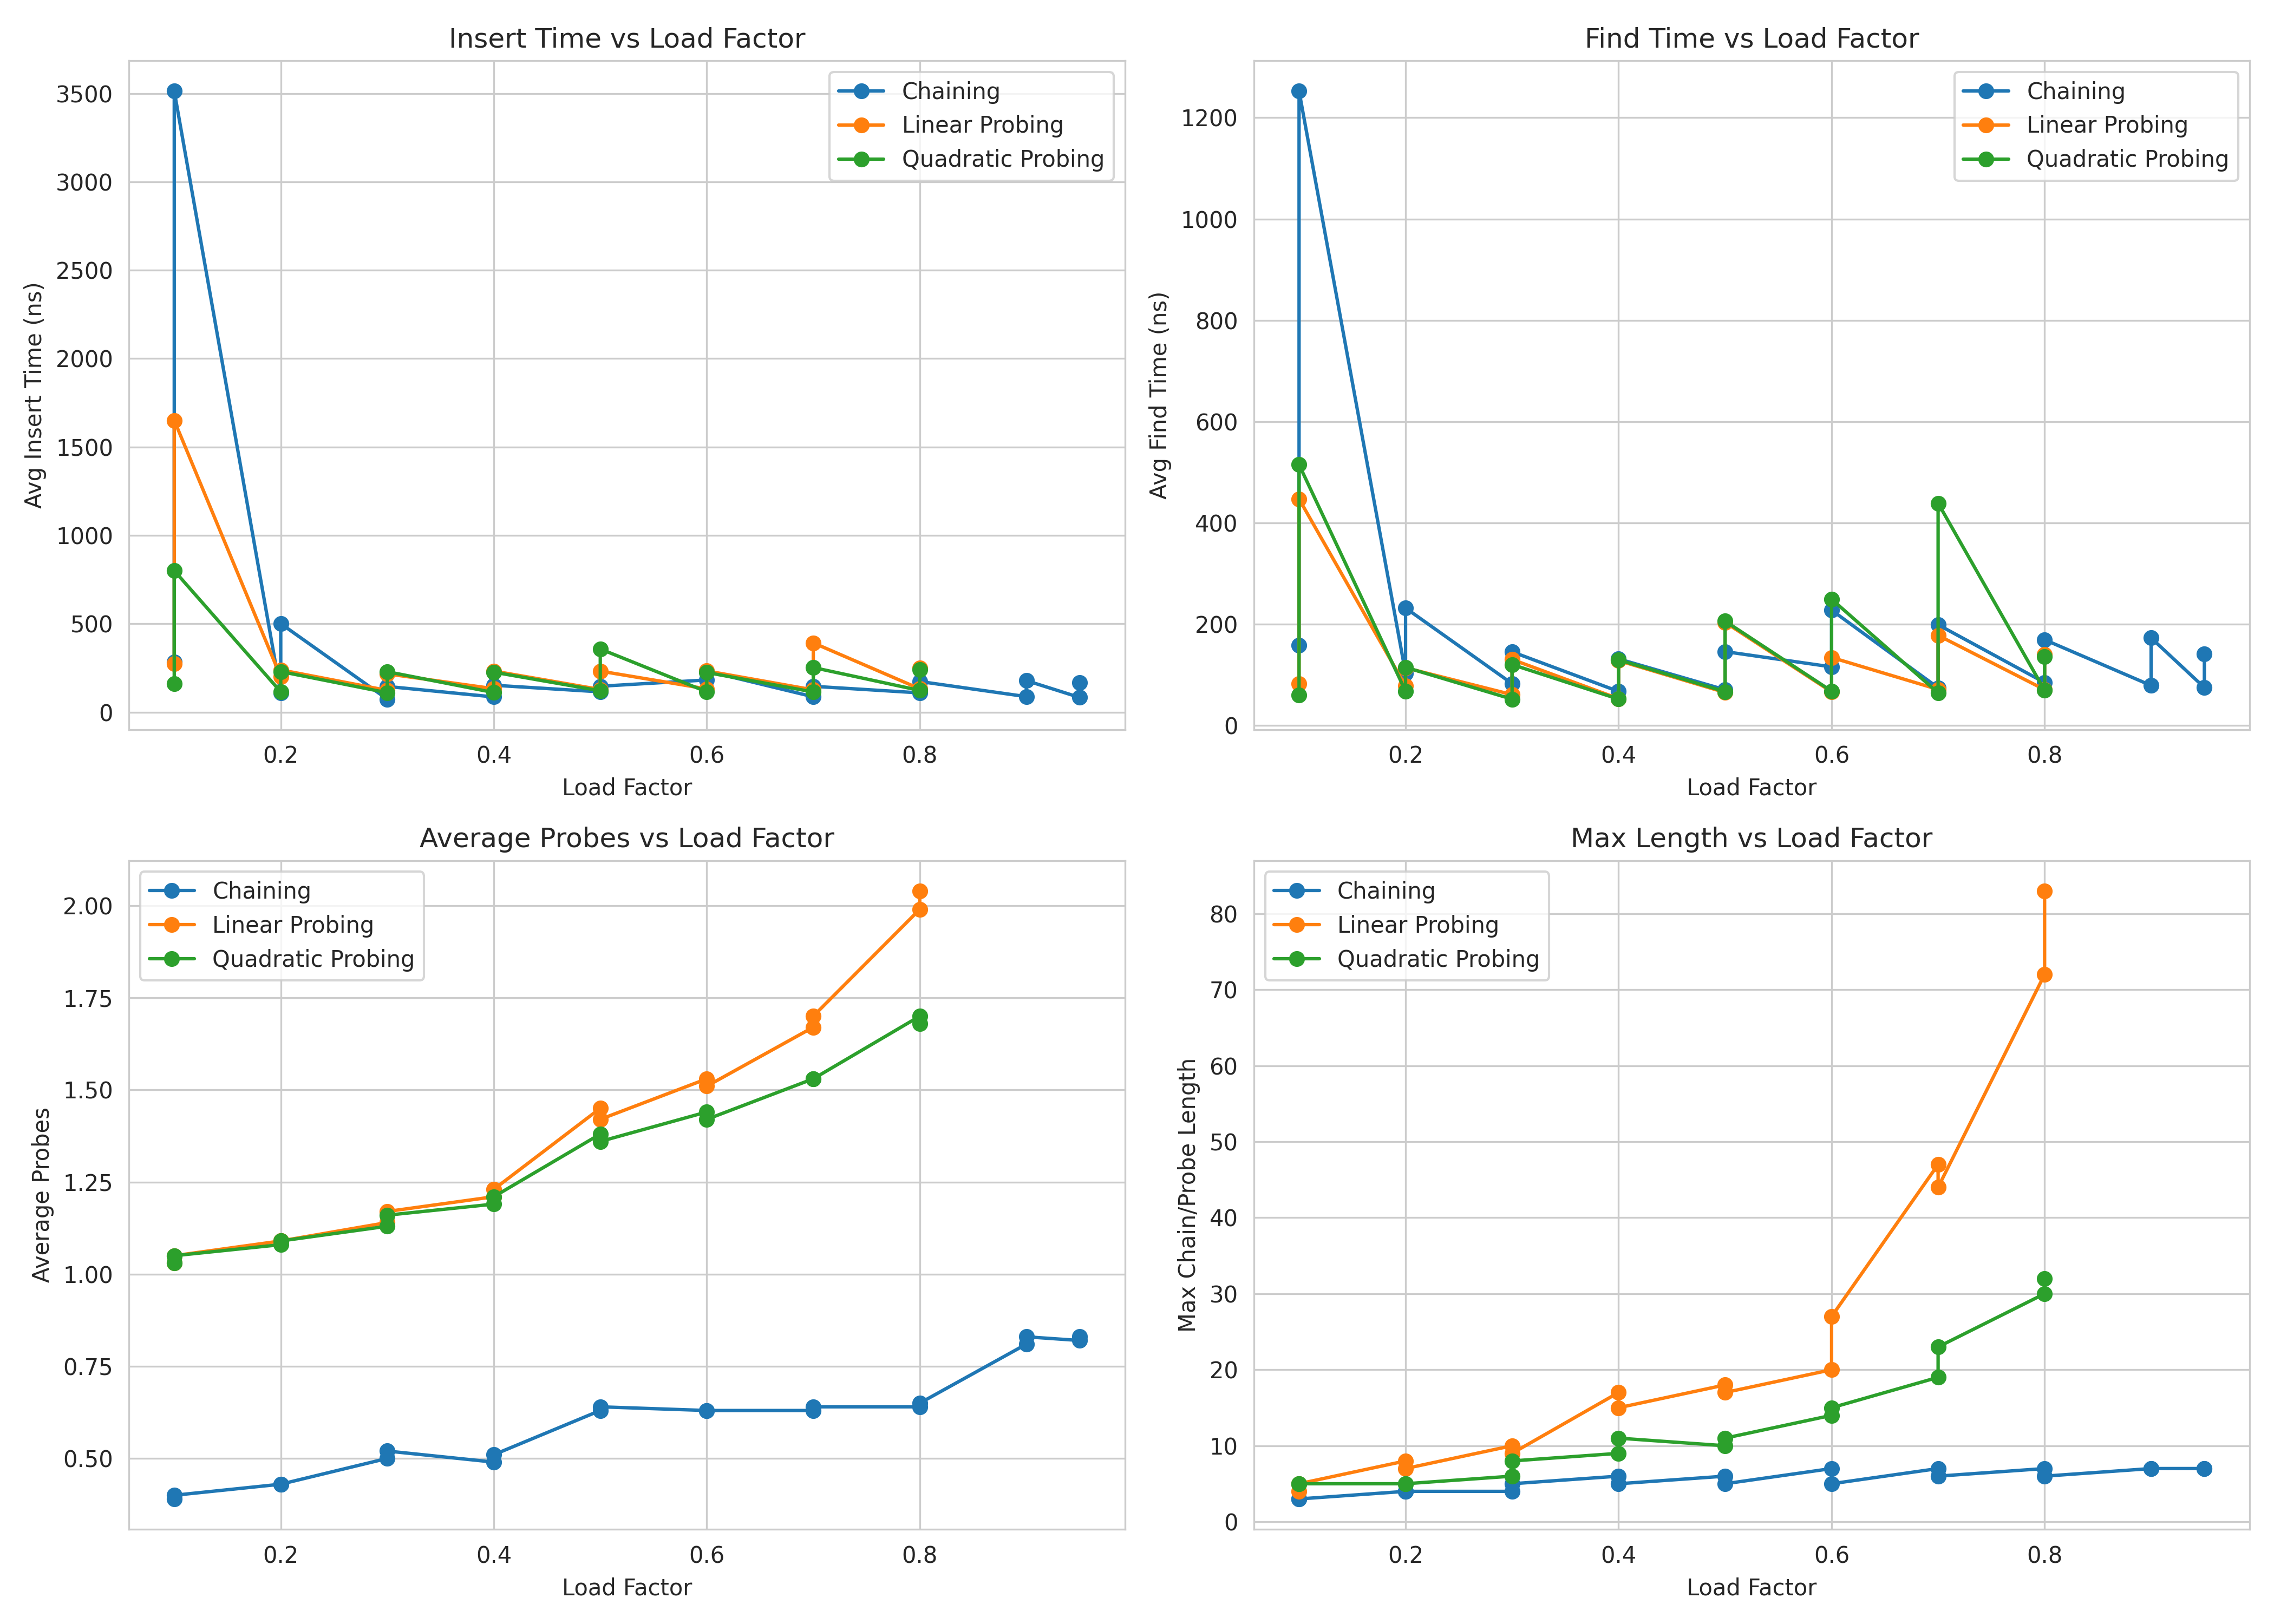 Insert Time vs Load Factor
Avg Insert Time (ns)
3500
3000
2500
2000
1500
1000
500
0
Chaining
Linear Probing
Quadratic Probing
0.2 0.4 0.6 0.8
Load Factor
Find Time vs Load Factor
Avg Find Time (ns)
1200
1000
800
600
400
200
0
Chaining
Linear Probing
Quadratic Probing
0.2 0.4 0.6 0.8
Load Factor
Average Probes vs Load Factor
Average Probes
2.00
1.75
1.50
1.25
1.00
0.75
0.50
Chaining
Linear Probing
Quadratic Probing
0.2 0.4 0.6 0.8
Load Factor
Max Length vs Load Factor
Max Chain/Probe Length
80
70
60
50
40
30
20
10
0
Chaining
Linear Probing
Quadratic Probing
0.2 0.4 0.6 0.8
Load Factor